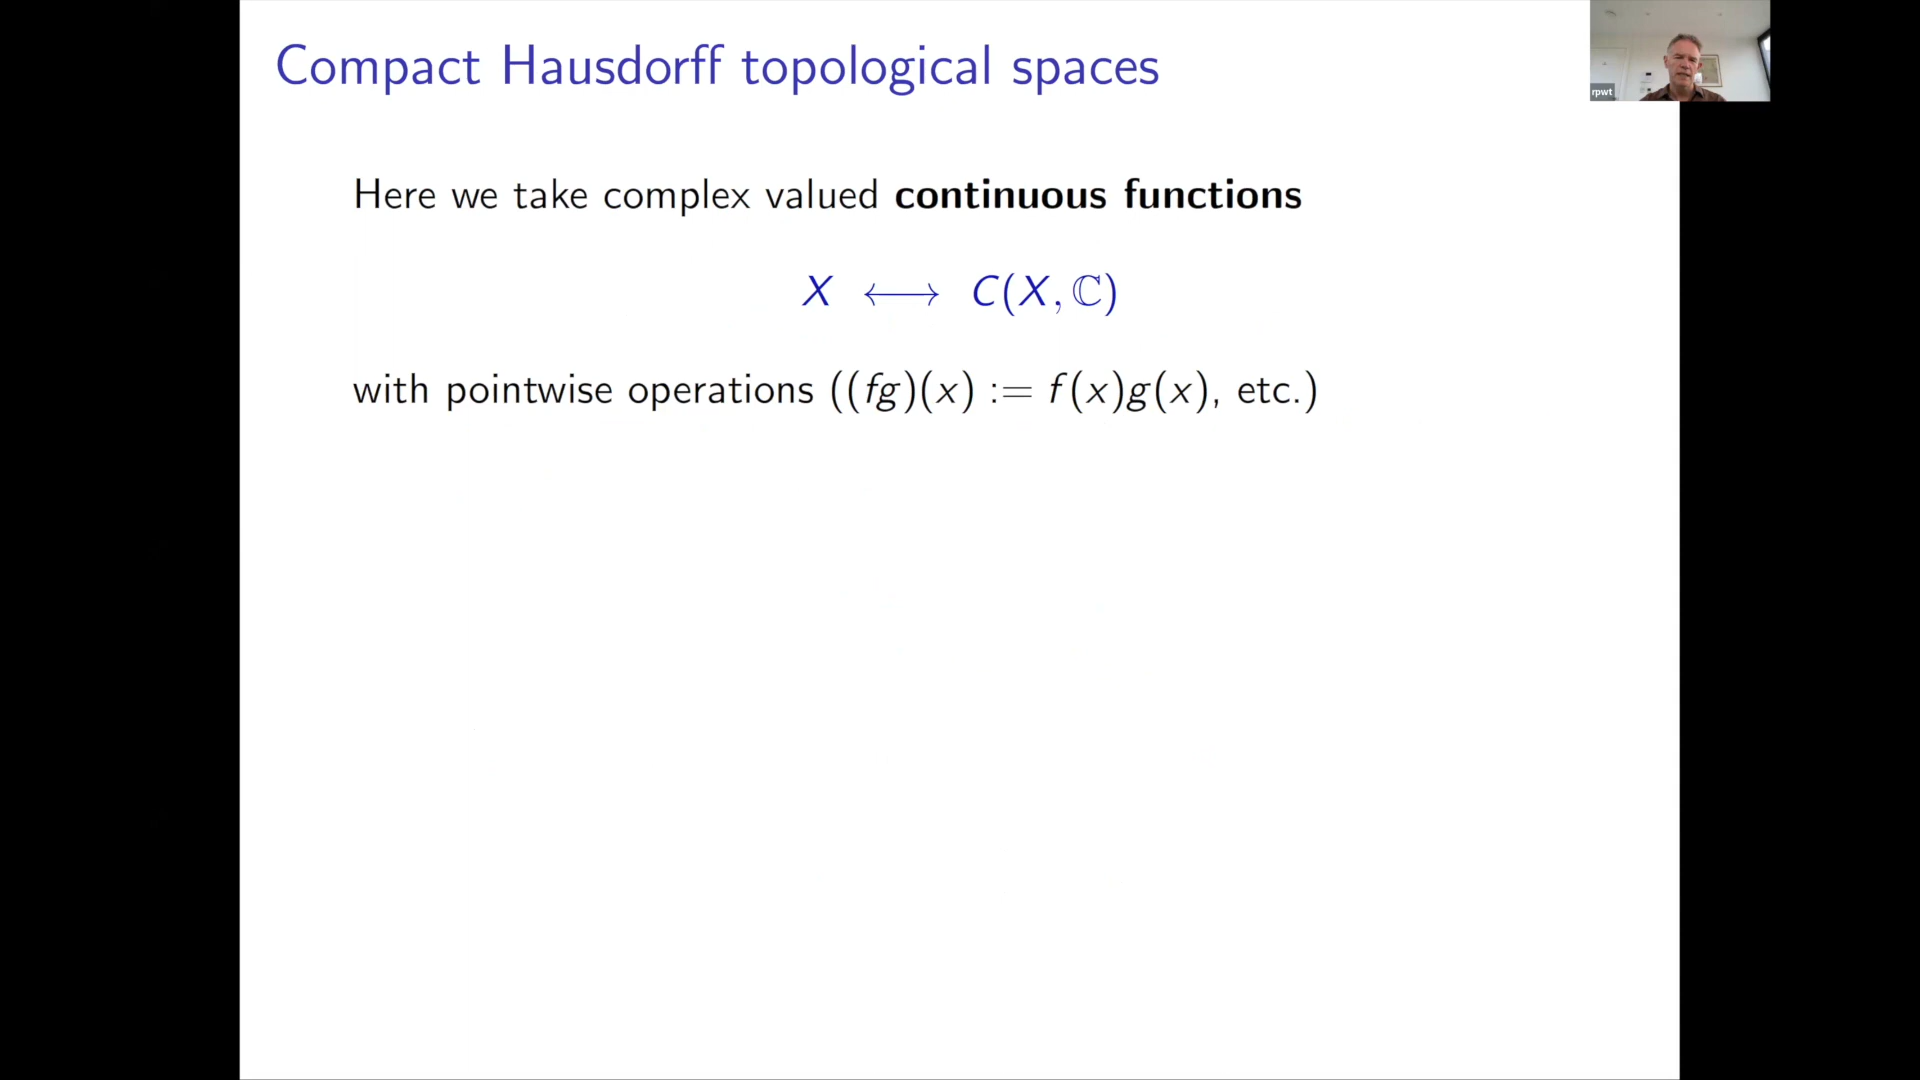 Compact Hausdorff topological spaces
rpwt
Here we take complex valued continuous functions
X ⟷ C(X, ℂ)
with pointwise operations ((fg)(x) := f(x)g(x), etc.)